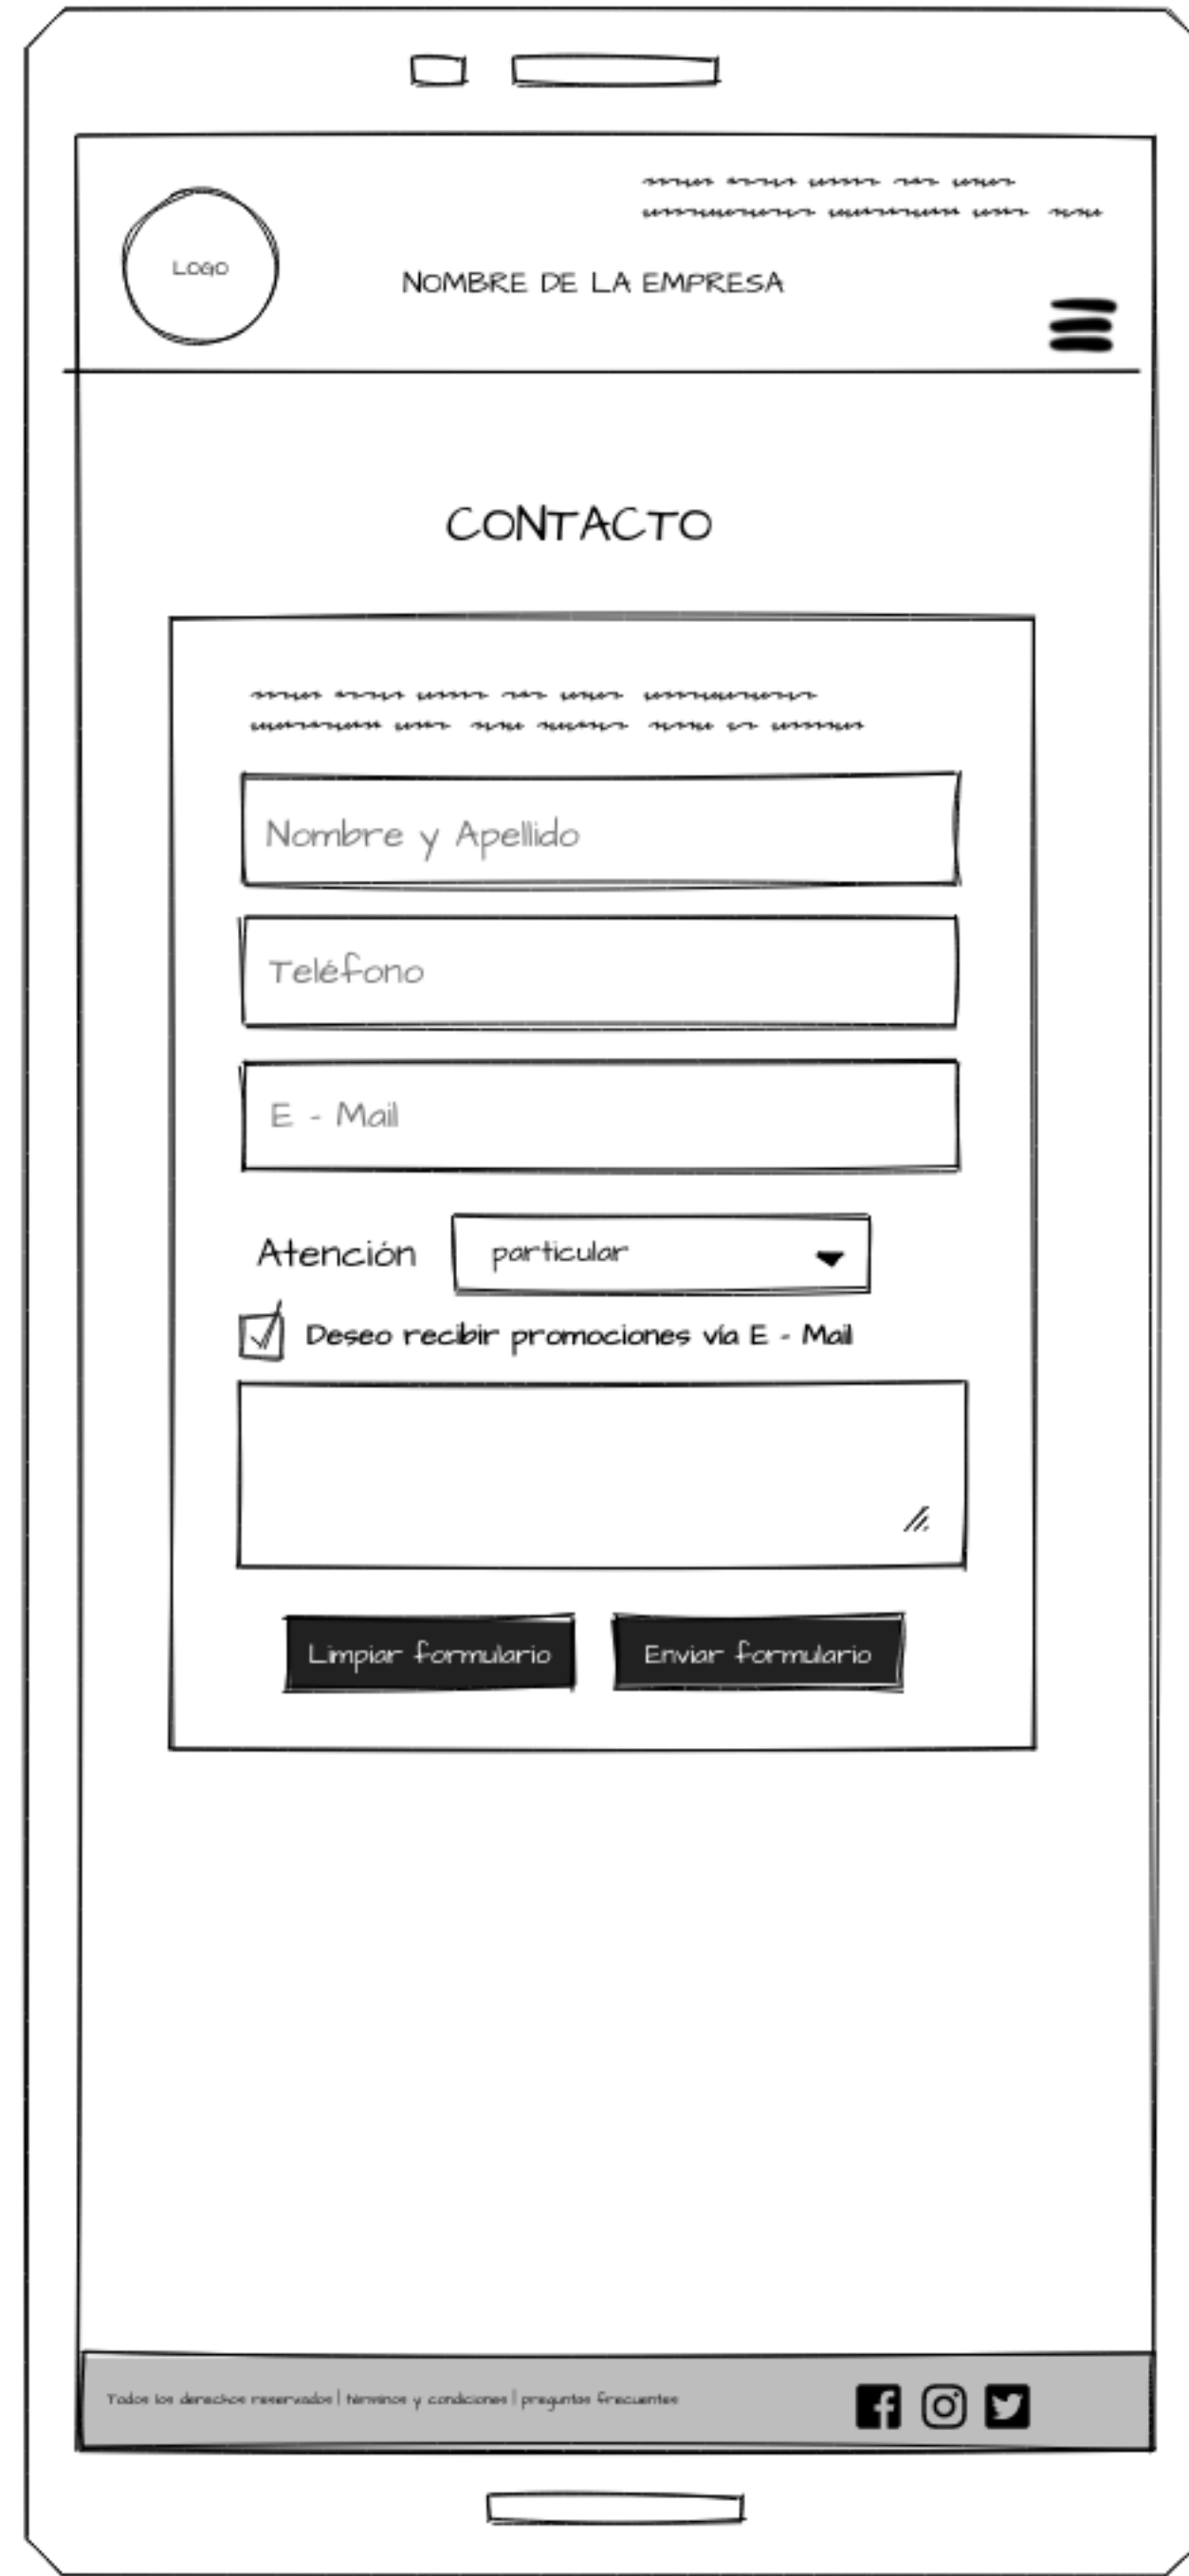 LOGO
NOMBRE DE LA EMPRESA
CONTACTO
Nombre y Apellido
Teléfono
E - Mail
Atención
particular
Deseo recibir promociones vía E - Mail
Limpiar formulario
Enviar formulario
Todos los derechos reservados | términos y condiciones | preguntas frecuentes